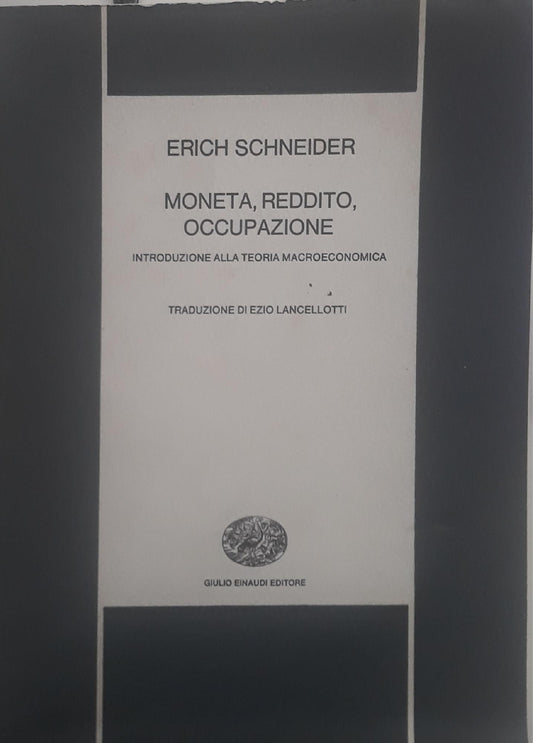 ERICH SCHNEIDER
MONETA, REDDITO,
OCCUPAZIONE
INTRODUZIONE ALLA TEORIA MACROECONOMICA
TRADUZIONE DI EZIO LANCELLOTTI
GIULIO EINAUDI EDITORE